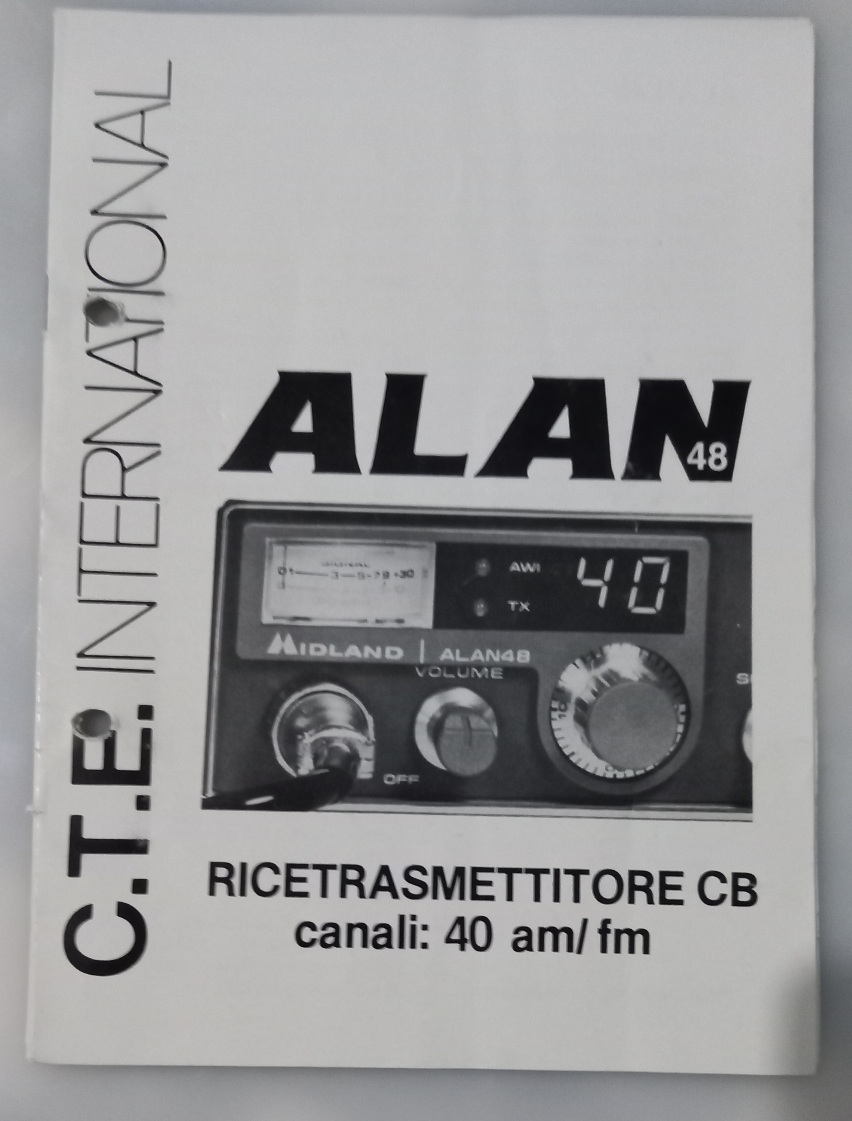 C.T.E. INTERNATIONAL
ALAN
48
AWI
40
TX
MIDLAND | ALAN48
VOLUME
OFF
RICETRASMETTITORE CB
canali: 40 am/fm